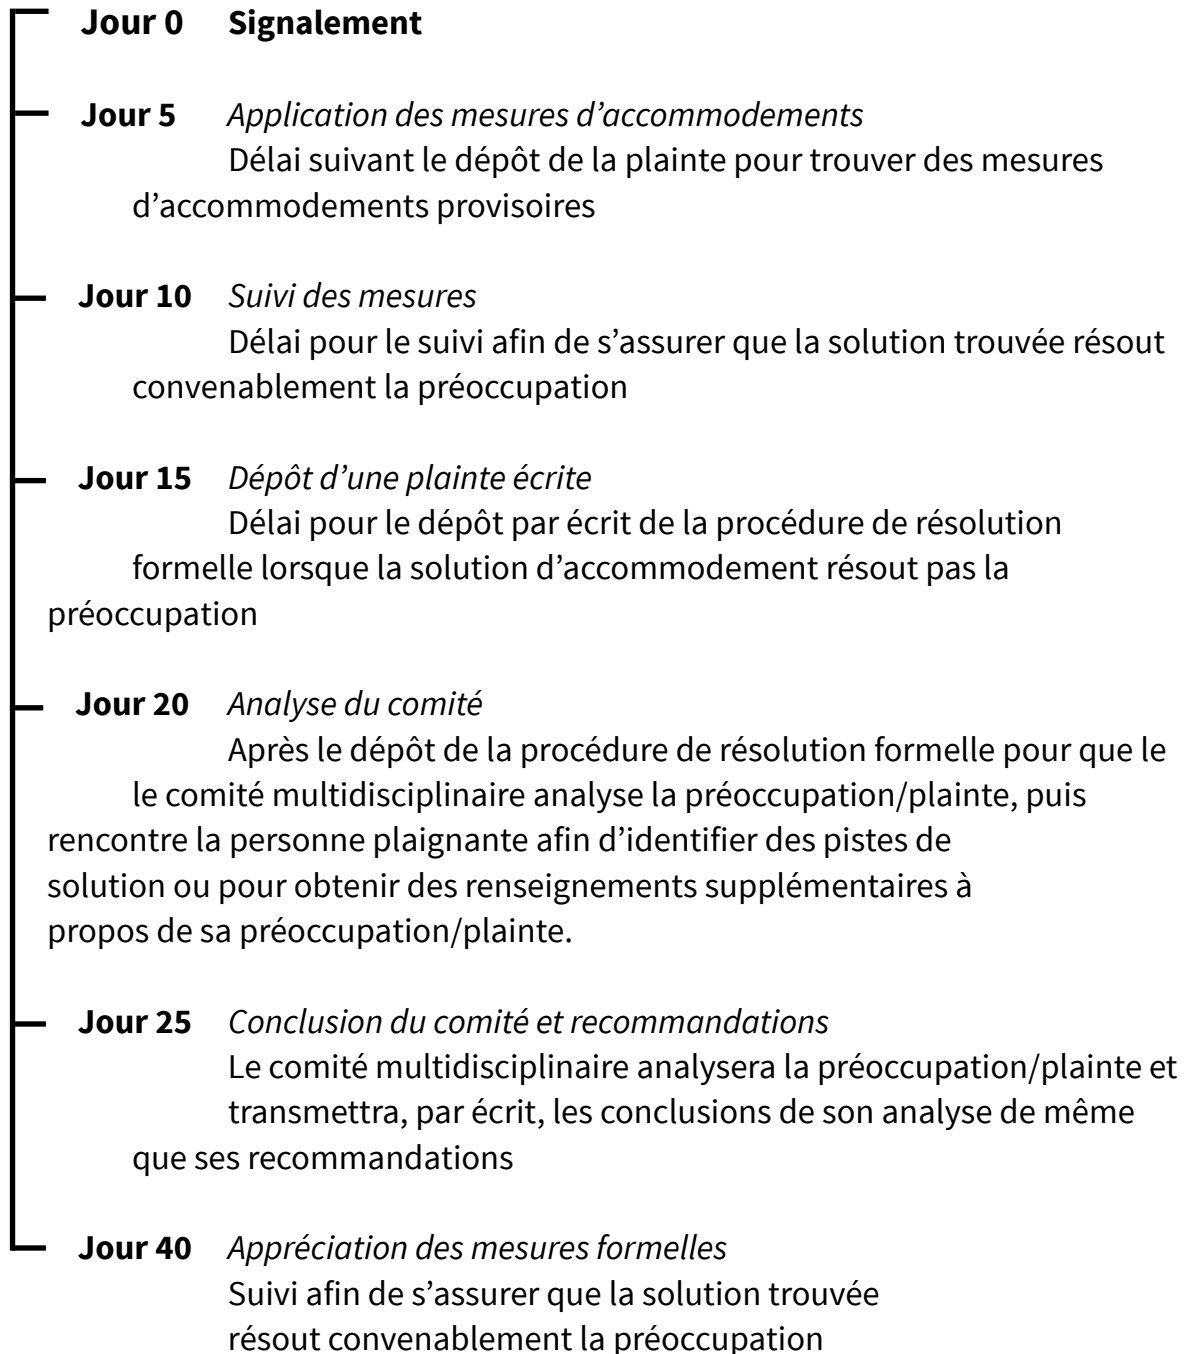 Jour 0 Signalement
Jour 5 Application des mesures d’accommodements
Délai suivant le dépôt de la plainte pour trouver des mesures
d’accommodements provisoires
Jour 10 Suivi des mesures
Délai pour le suivi afin de s’assurer que la solution trouvée résout
convenablement la préoccupation
Jour 15 Dépôt d’une plainte écrite
Délai pour le dépôt par écrit de la procédure de résolution
formelle lorsque la solution d’accommodement résout pas la
préoccupation
Jour 20 Analyse du comité
Après le dépôt de la procédure de résolution formelle pour que le
le comité multidisciplinaire analyse la préoccupation/plainte, puis
rencontre la personne plaignante afin d’identifier des pistes de
solution ou pour obtenir des renseignements supplémentaires à
propos de sa préoccupation/plainte.
Jour 25 Conclusion du comité et recommandations
Le comité multidisciplinaire analysera la préoccupation/plainte et
transmettra, par écrit, les conclusions de son analyse de même
que ses recommandations
Jour 40 Appréciation des mesures formelles
Suivi afin de s’assurer que la solution trouvée
résout convenablement la préoccupation